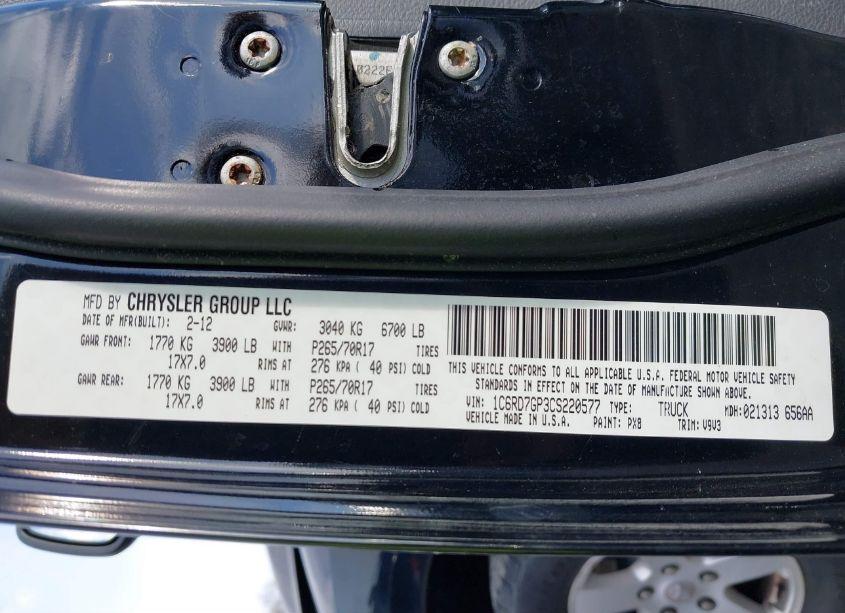 0222
MFD BY CHRYSLER GROUP LLC
DATE OF MFR(BUILT): 2-12 GVWR: 3040 KG 6700 LB
GAWR FRONT: 1770 KG 3900 LB WITH P265/70R17 TIRES
17X7.0 RIMS AT 276 KPA ( 40 PSI) COLD
GAWR REAR: 1770 KG 3900 LB WITH P265/70R17 TIRES
17X7.0 RIMS AT 276 KPA ( 40 PSI) COLD
THIS VEHICLE CONFORMS TO ALL APPLICABLE U.S.A. FEDERAL MOTOR VEHICLE SAFETY
STANDARDS IN EFFECT ON THE DATE OF MANUFACTURE SHOWN ABOVE.
VIN: 1C6RD7GP3CS220577 TYPE: TRUCK MDH: 021313 656AA
VEHICLE MADE IN U.S.A. PAINT: PX8 TRIM: V9V3